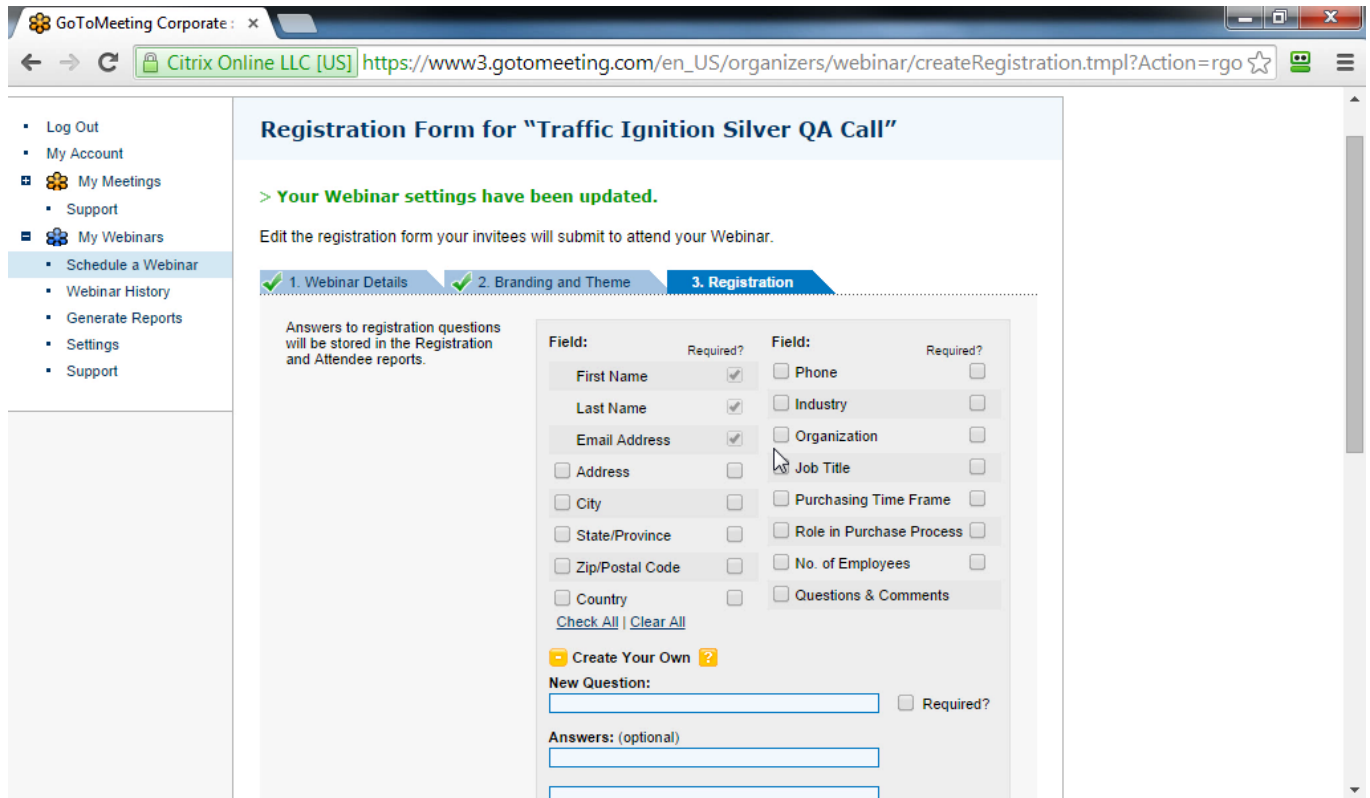 GoToMeeting Corporate :
Citrix Online LLC [US] https://www3.gotomeeting.com/en_US/organizers/webinar/createRegistration.tmpl?Action=rgo
Log Out
My Account
My Meetings
Support
My Webinars
Schedule a Webinar
Webinar History
Generate Reports
Settings
Support
Registration Form for “Traffic Ignition Silver QA Call”
> Your Webinar settings have been updated.
Edit the registration form your invitees will submit to attend your Webinar.
1. Webinar Details 2. Branding and Theme 3. Registration
Answers to registration questions
will be stored in the Registration
and Attendee reports.
Field: Required? Field: Required?
First Name Phone
Last Name Industry
Email Address Organization
Address Job Title
City Purchasing Time Frame
State/Province Role in Purchase Process
Zip/Postal Code No. of Employees
Country Questions & Comments
Check All | Clear All
Create Your Own ?
New Question:
Required?
Answers: (optional)